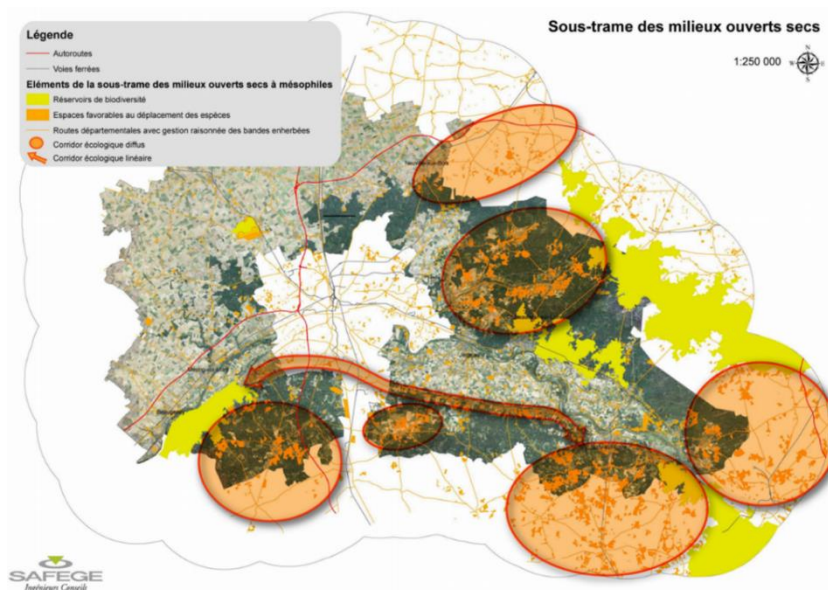 Sous-trame des milieux ouverts secs
1:250 000
N
W
E
S
Légende
Autoroutes
Voies ferrées
Eléments de la sous-trame des milieux ouverts secs à mésophiles
Réservoirs de biodiversité
Espaces favorables au déplacement des espèces
Routes départementales avec gestion raisonnée des bandes enherbées
Corridor écologique diffus
Corridor écologique linéaire
SAFEGE
Ingénieurs Conseils